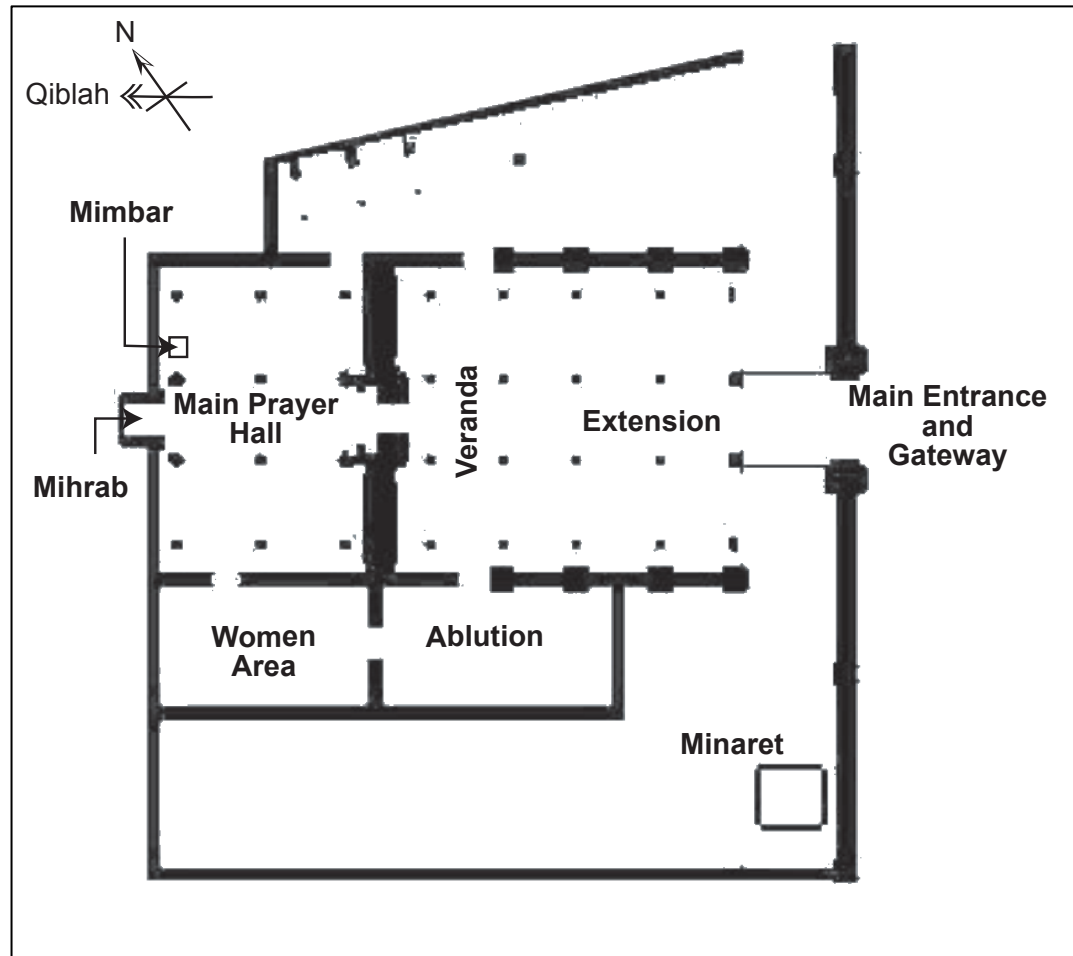 N
Qiblah
Mimbar
Main Prayer
Hall
Mihrab
Veranda
Extension
Main Entrance
and
Gateway
Women
Area
Ablution
Minaret